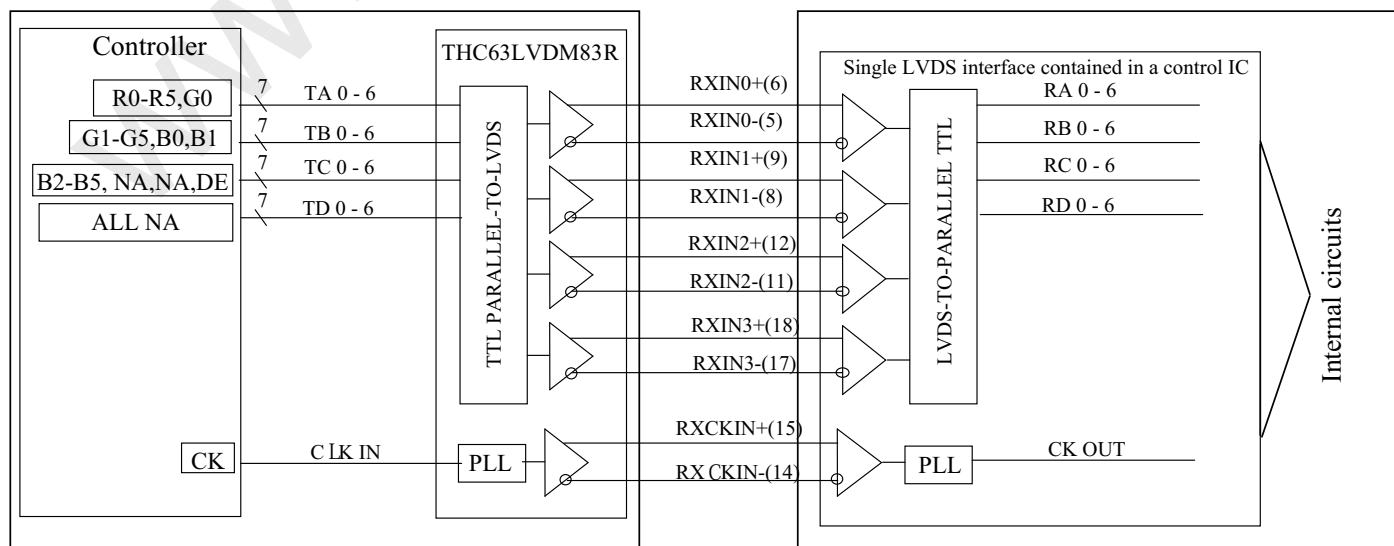 Controller
R0-R5,G0
G1-G5,B0,B1
B2-B5, NA,NA,DE
ALL NA
CK
7
7
7
7
TA 0 - 6
TB 0 - 6
TC 0 - 6
TD 0 - 6
CLK IN
THC63LVDM83R
TTL PARALLEL-TO-LVDS
PLL
RXIN0+(6)
RXIN0-(5)
RXIN1+(9)
RXIN1-(8)
RXIN2+(12)
RXIN2-(11)
RXIN3+(18)
RXIN3-(17)
RXCKIN+(15)
RXCKIN-(14)
Single LVDS interface contained in a control IC
LVDS-TO-PARALLEL TTL
PLL
RA 0 - 6
RB 0 - 6
RC 0 - 6
RD 0 - 6
CK OUT
Internal circuits